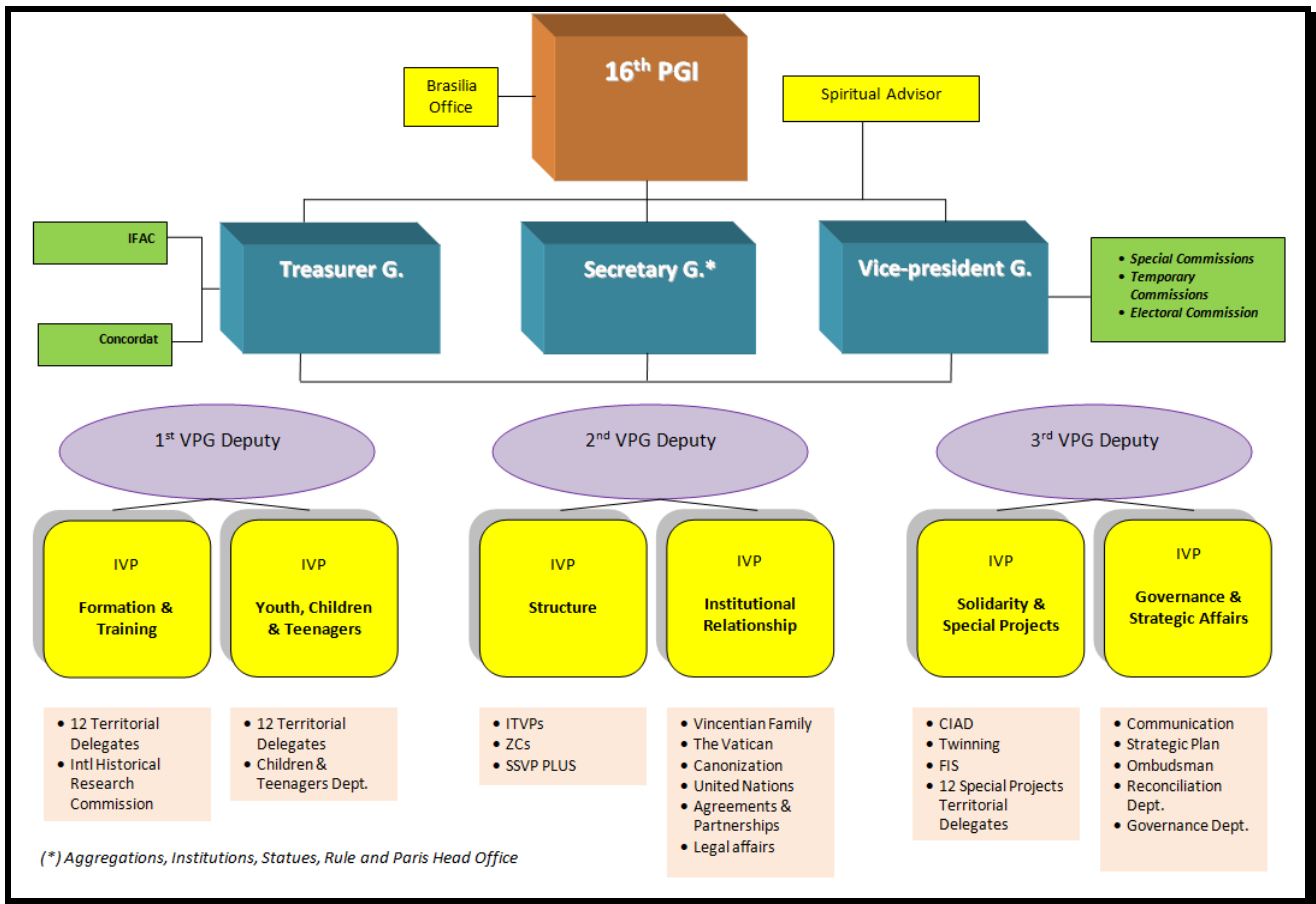 16th PGI
Brasilia
Office
Spiritual Advisor
IFAC
Concordat
Treasurer G.
Secretary G.*
Vice-president G.
• Special Commissions
• Temporary
Commissions
• Electoral Commission
1st VPG Deputy
2nd VPG Deputy
3rd VPG Deputy
IVP
Formation &
Training
IVP
Youth, Children
& Teenagers
IVP
Structure
IVP
Institutional
Relationship
IVP
Solidarity &
Special Projects
IVP
Governance &
Strategic Affairs
• 12 Territorial
Delegates
• Intl Historical
Research
Commission
• 12 Territorial
Delegates
• Children &
Teenagers Dept.
• ITVPs
• ZCs
• SSVP PLUS
• Vincentian Family
• The Vatican
• Canonization
• United Nations
• Agreements &
Partnerships
• Legal affairs
• CIAD
• Twinning
• FIS
• 12 Special Projects
Territorial
Delegates
• Communication
• Strategic Plan
• Ombudsman
• Reconciliation
Dept.
• Governance Dept.
(*) Aggregations, Institutions, Statues, Rule and Paris Head Office